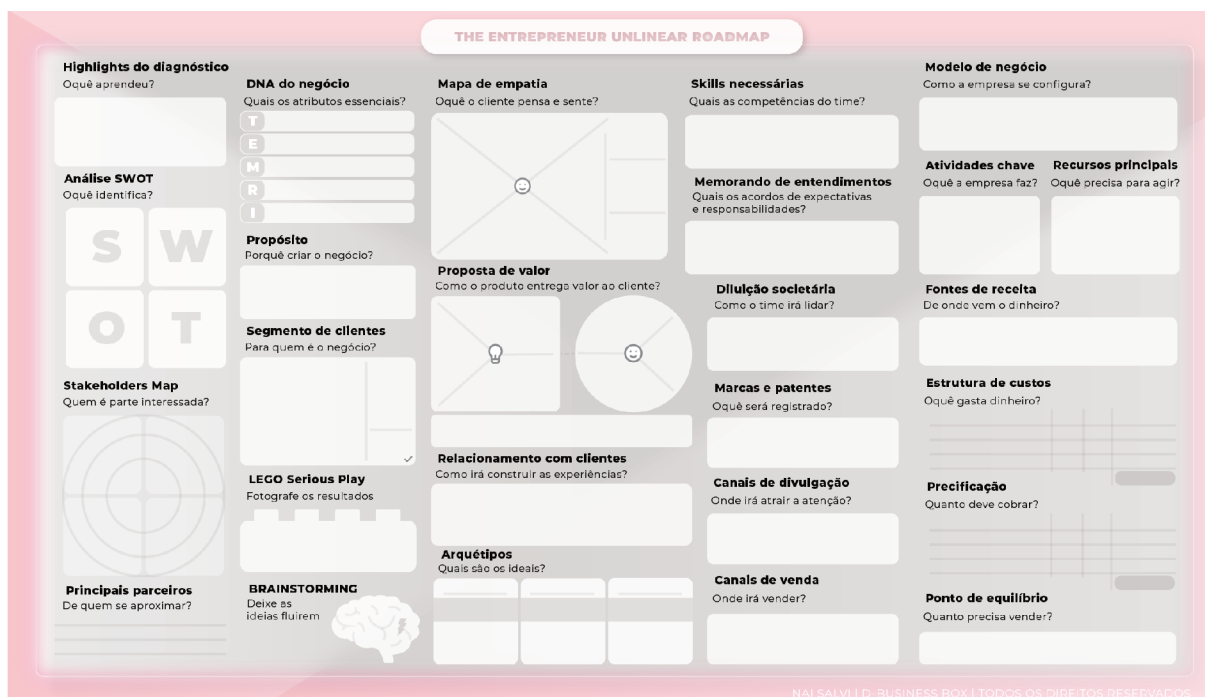 THE ENTREPRENEUR UNLINEAR ROADMAP
Highlights do diagnóstico
Oquê aprendeu?
Análise SWOT
Oquê identifica?
S W
O T
Stakeholders Map
Quem é parte interessada?
Principais parceiros
De quem se aproximar?
DNA do negócio
Quais os atributos essenciais?
T
E
M
R
I
Propósito
Porquê criar o negócio?
Segmento de clientes
Para quem é o negócio?
LEGO Serious Play
Fotografe os resultados
BRAINSTORMING
Deixe as
ideias fluirem
Mapa de empatia
Oquê o cliente pensa e sente?
Proposta de valor
Como o produto entrega valor ao cliente?
Relacionamento com clientes
Como irá construir as experiências?
Arquétipos
Quais são os ideais?
Skills necessárias
Quais as competências do time?
Memorando de entendimentos
Quais os acordos de expectativas
e responsabilidades?
Diluição societária
Como o time irá lidar?
Marcas e patentes
Oquê será registrado?
Canais de divulgação
Onde irá atrair a atenção?
Canais de venda
Onde irá vender?
Modelo de negócio
Como a empresa se configura?
Atividades chave
Oquê a empresa faz?
Recursos principais
Oquê precisa para agir?
Fontes de receita
De onde vem o dinheiro?
Estrutura de custos
Oquê gasta dinheiro?
Precificação
Quanto deve cobrar?
Ponto de equilíbrio
Quanto precisa vender?
NAI SALVI | D-BUSINESS BOX | TODOS OS DIREITOS RESERVADOS